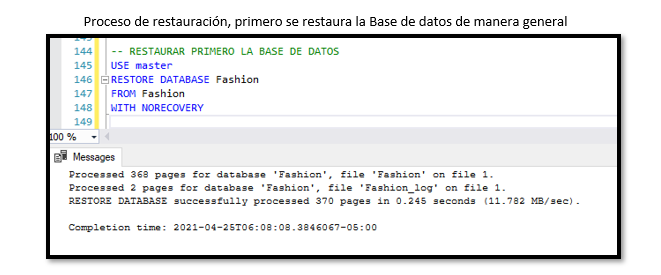 Proceso de restauración, primero se restaura la Base de datos de manera general
144 -- RESTAURAR PRIMERO LA BASE DE DATOS
145 USE master
146 RESTORE DATABASE Fashion
147 FROM Fashion
148 WITH NORECOVERY
149
100 %
Messages
Processed 368 pages for database 'Fashion', file 'Fashion' on file 1.
Processed 2 pages for database 'Fashion', file 'Fashion_log' on file 1.
RESTORE DATABASE successfully processed 370 pages in 0.245 seconds (11.782 MB/sec).
Completion time: 2021-04-25T06:08:08.3846067-05:00